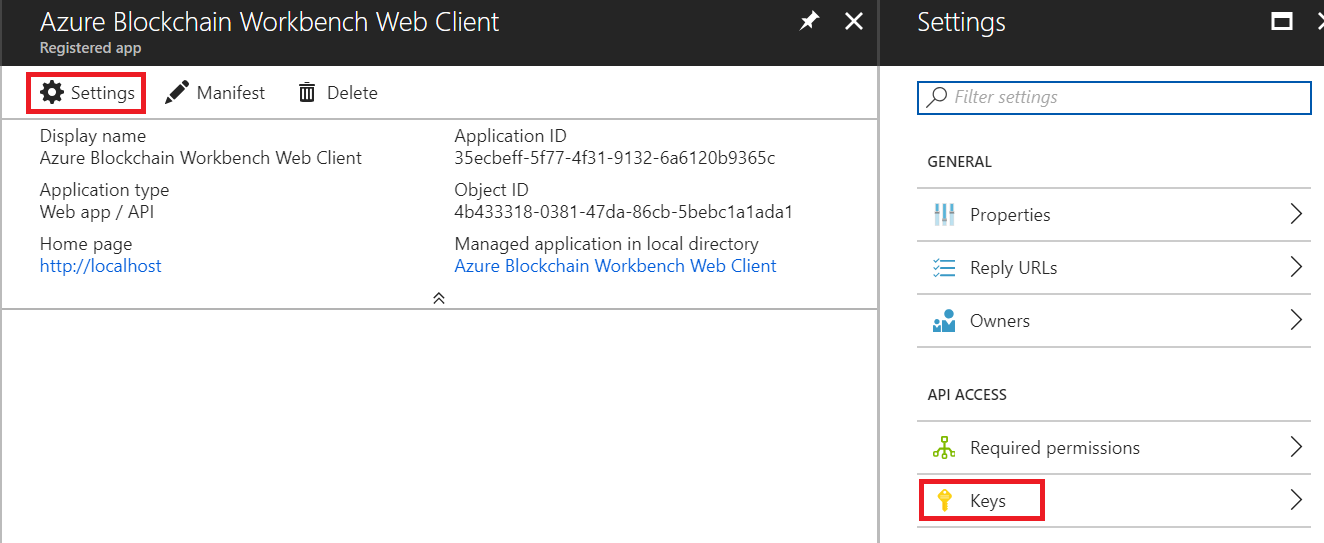 Azure Blockchain Workbench Web Client
Registered app
Settings
Manifest
Delete
Display name
Azure Blockchain Workbench Web Client
Application type
Web app / API
Home page
http://localhost
Application ID
35ecbeff-5f77-4f31-9132-6a6120b9365c
Object ID
4b433318-0381-47da-86cb-5bebc1a1ada1
Managed application in local directory
Azure Blockchain Workbench Web Client
Settings
Filter settings
GENERAL
Properties
Reply URLs
Owners
API ACCESS
Required permissions
Keys